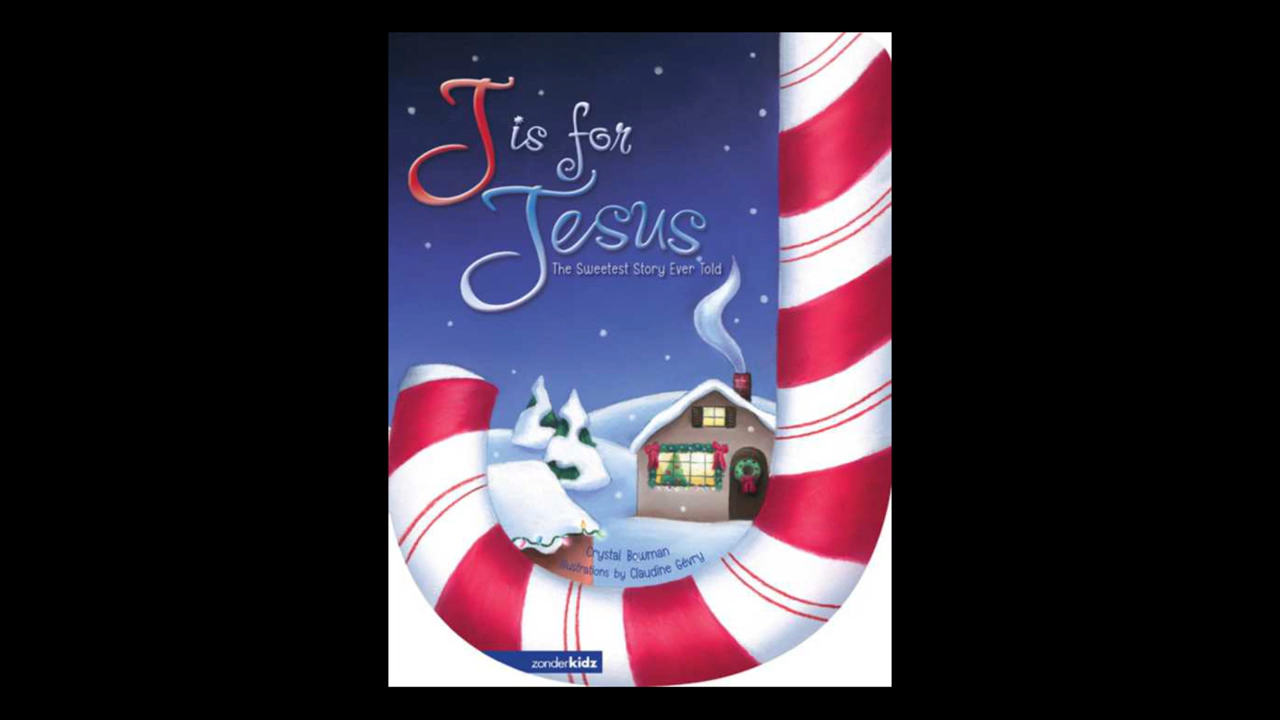 J is for
Jesus
The Sweetest Story Ever Told
Crystal Bowman
Illustrations by Claudine Gévry
zonderkidz